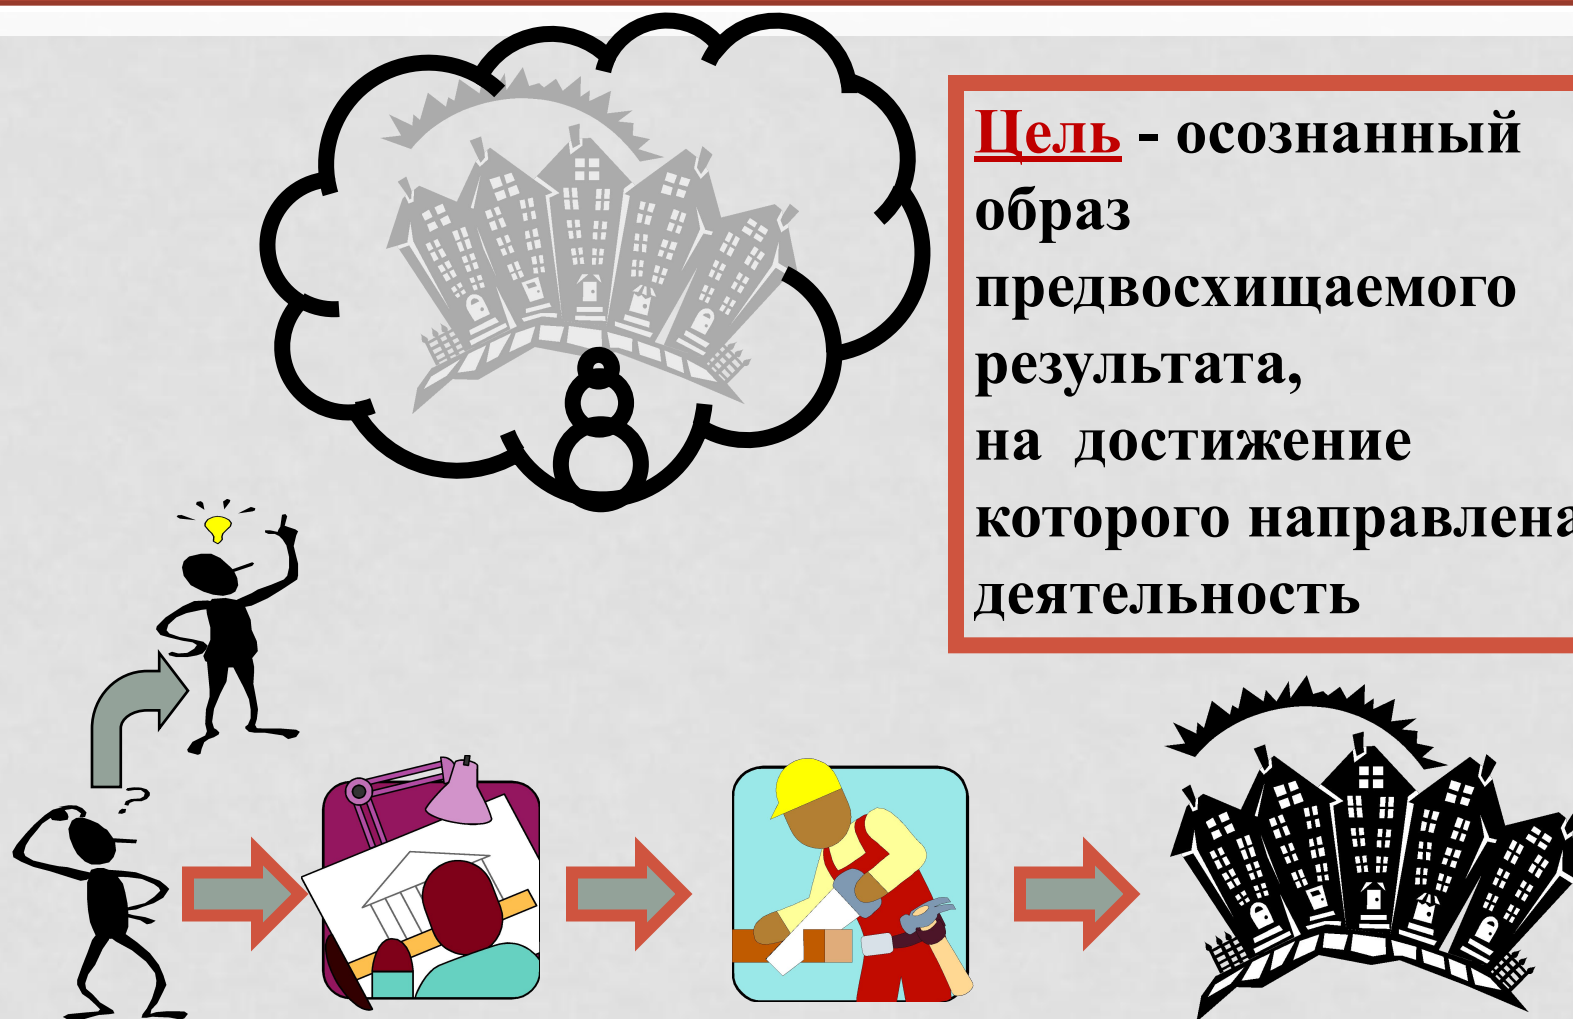 Цель - осознанный
образ
предвосхищаемого
результата,
на  достижение
которого направлена
деятельность
?